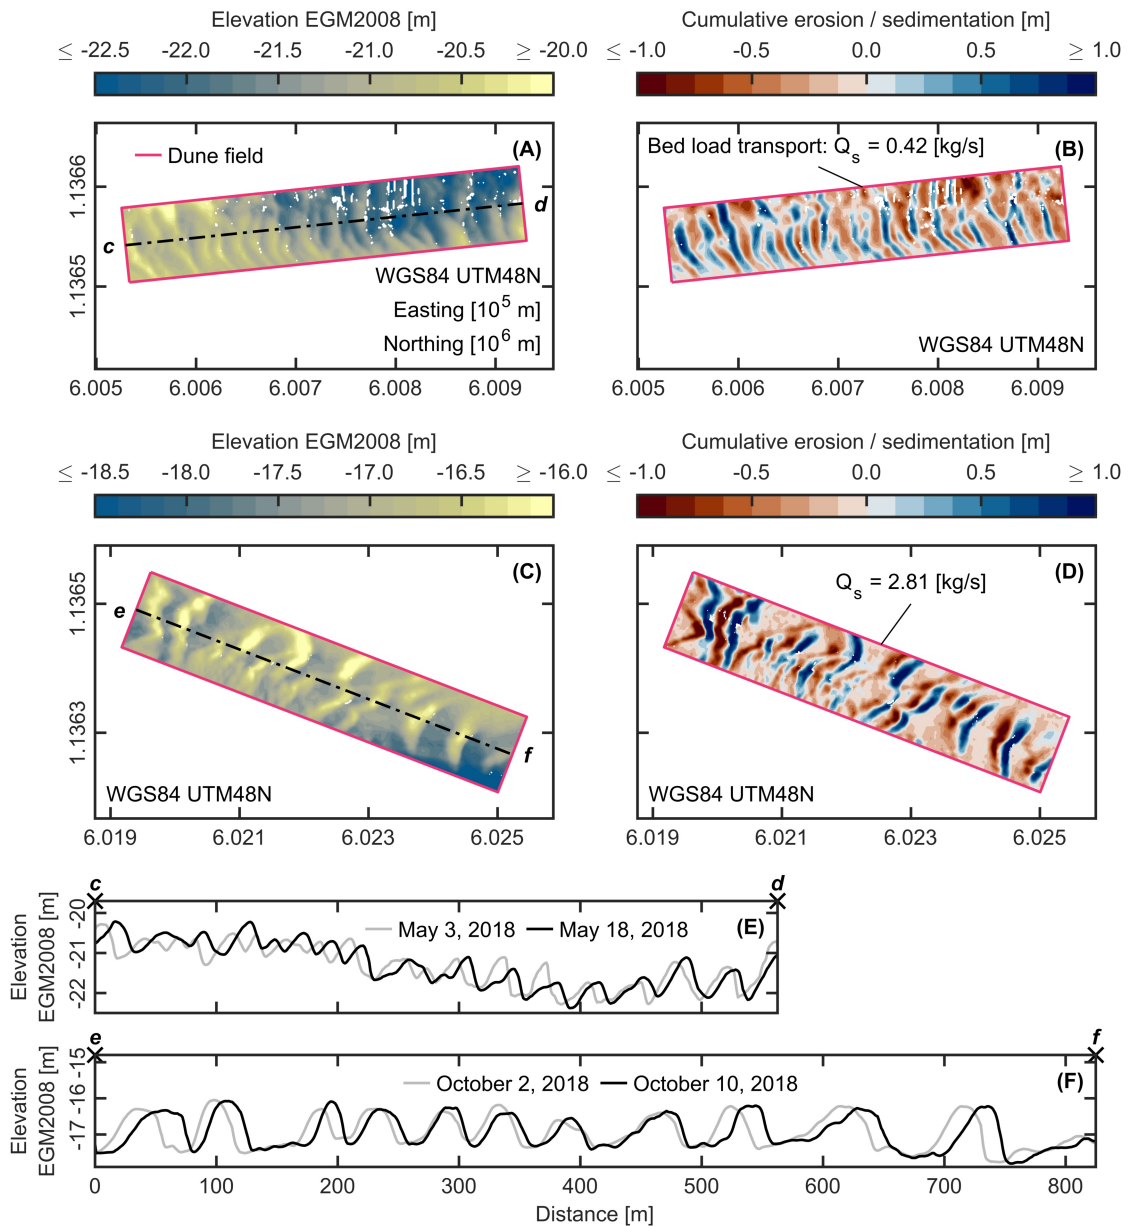 Elevation EGM2008 [m]
≤ -22.5 -22.0 -21.5 -21.0 -20.5 ≥ -20.0
Cumulative erosion / sedimentation [m]
≤ -1.0 -0.5 0.0 0.5 ≥ 1.0
Dune field
(A)
c
d
WGS84 UTM48N
Easting [10^5 m]
Northing [10^6 m]
1.1366
1.1365
6.005 6.006 6.007 6.008 6.009
Bed load transport: Q_s = 0.42 [kg/s]
(B)
WGS84 UTM48N
6.005 6.006 6.007 6.008 6.009
Elevation EGM2008 [m]
≤ -18.5 -18.0 -17.5 -17.0 -16.5 ≥ -16.0
Cumulative erosion / sedimentation [m]
≤ -1.0 -0.5 0.0 0.5 ≥ 1.0
(C)
e
f
WGS84 UTM48N
1.1365
1.1363
6.019 6.021 6.023 6.025
Q_s = 2.81 [kg/s]
(D)
WGS84 UTM48N
6.019 6.021 6.023 6.025
c d
Elevation
EGM2008 [m]
-20
-21
-22
May 3, 2018 May 18, 2018
(E)
e f
Elevation
EGM2008 [m]
-15
-16
-17
October 2, 2018 October 10, 2018
(F)
0 100 200 300 400 500 600 700 800
Distance [m]